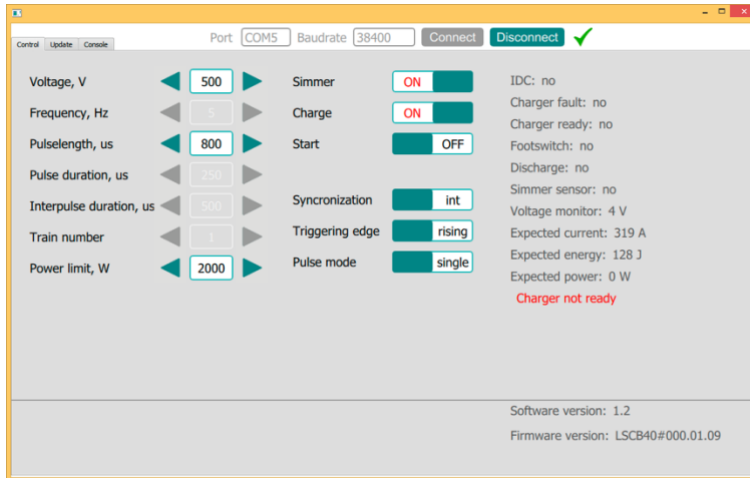 Port COM5 Baudrate 38400 Connect Disconnect
Control Update Console
Voltage, V 500
Frequency, Hz 5
Pulselength, us 800
Pulse duration, us 250
Interpulse duration, us 500
Train number 1
Power limit, W 2000
Simmer ON
Charge ON
Start OFF
Syncronization int
Triggering edge rising
Pulse mode single
IDC: no
Charger fault: no
Charger ready: no
Footswitch: no
Discharge: no
Simmer sensor: no
Voltage monitor: 4 V
Expected current: 319 A
Expected energy: 128 J
Expected power: 0 W
Charger not ready
Software version: 1.2
Firmware version: LSCB40#000.01.09